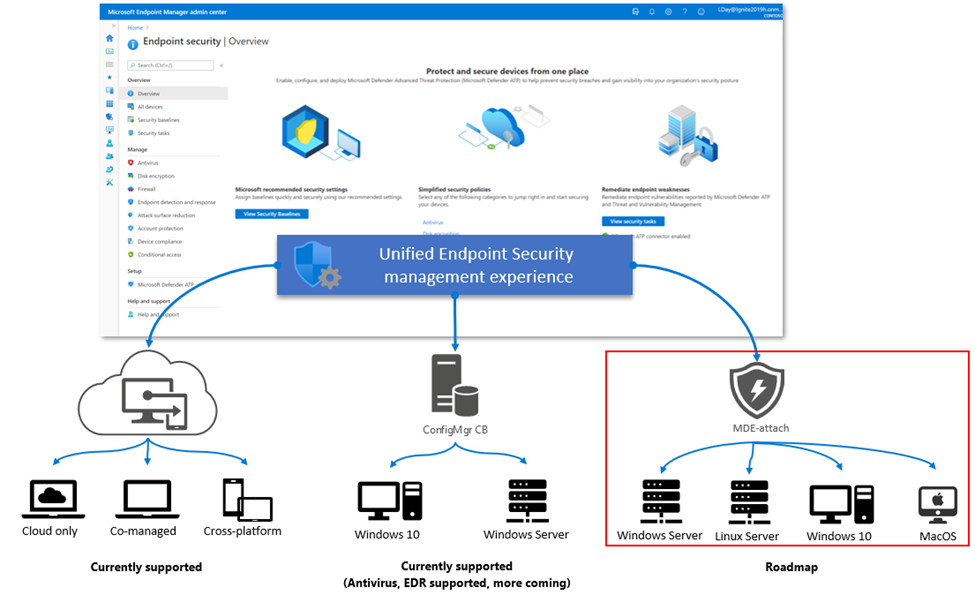 Microsoft Endpoint Manager admin center
LDay@Ignite2019h.onm...
CONTOSO
Home >
Endpoint security | Overview
Search (Ctrl+/)
«
Overview
Overview
All devices
Security baselines
Security tasks
Manage
Antivirus
Disk encryption
Firewall
Endpoint detection and response
Attack surface reduction
Account protection
Device compliance
Conditional access
Setup
Microsoft Defender ATP
Help and support
Help and support
Protect and secure devices from one place
Enable, configure, and deploy Microsoft Defender Advanced Threat Protection (Microsoft Defender ATP) to help prevent security breaches and gain visibility into your organization's security posture
Microsoft recommended security settings
Assign baselines quickly and securely using our recommended settings.
View Security Baselines
Simplified security policies
Select any of the following categories to jump right in and start securing
your devices.
Antivirus
Disk encryption
Remediate endpoint weaknesses
Remediate endpoint vulnerabilities reported by Microsoft Defender ATP
and Threat and Vulnerability Management.
View security tasks
ATP connector enabled
Unified Endpoint Security
management experience
Cloud only
Co-managed
Cross-platform
Currently supported
ConfigMgr CB
Windows 10
Windows Server
Currently supported
(Antivirus, EDR supported, more coming)
MDE-attach
Windows Server
Linux Server
Windows 10
MacOS
Roadmap